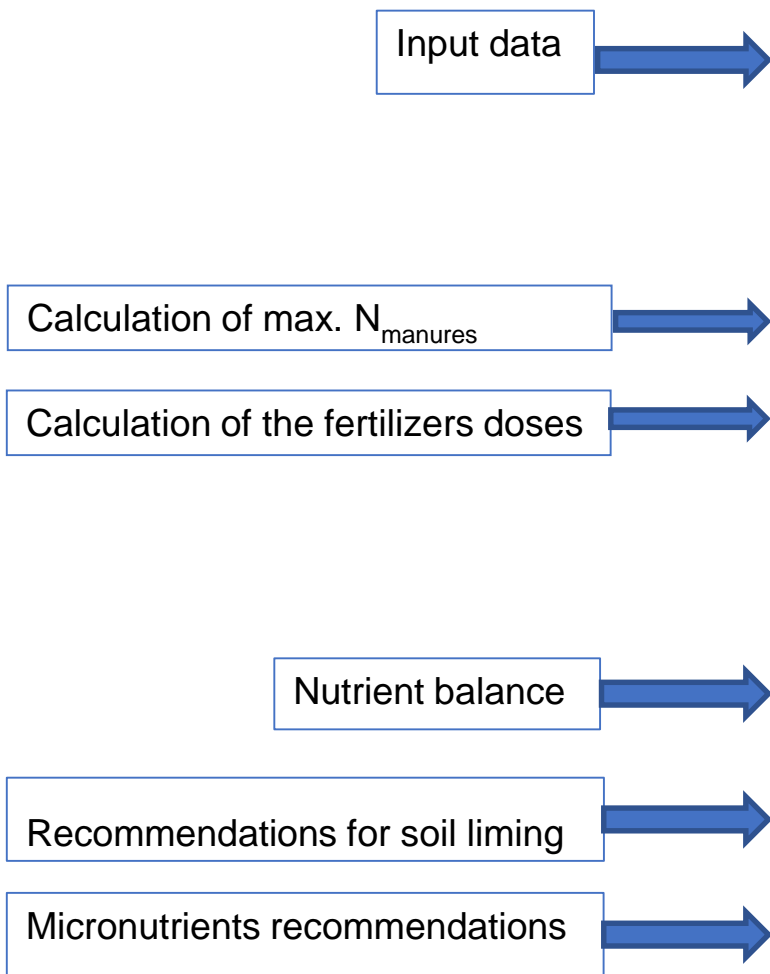 Input data
Calculation of max. Nmanures
Calculation of the fertilizers doses
Nutrient balance
Recommendations for soil liming
Micronutrients recommendations